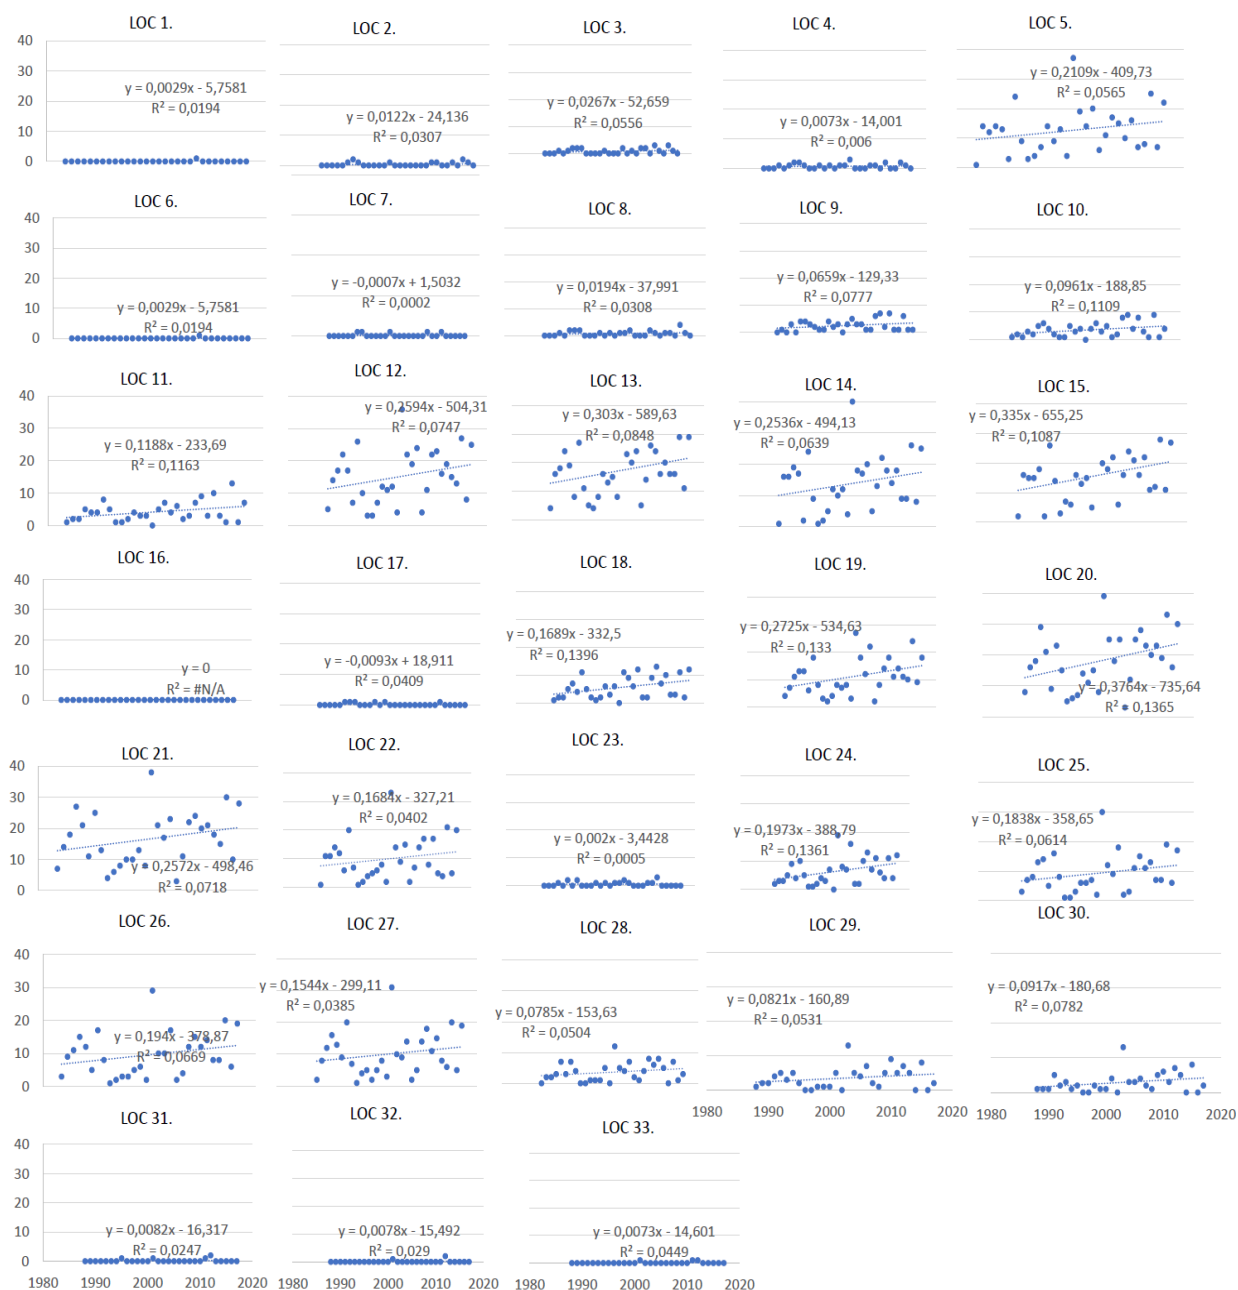 LOC 1.
LOC 2.
LOC 3.
LOC 4.
LOC 5.
40
30
20
10
0
y = 0,0029x - 5,7581
R² = 0,0194
y = 0,0122x - 24,136
R² = 0,0307
y = 0,0267x - 52,659
R² = 0,0556
y = 0,0073x - 14,001
R² = 0,006
y = 0,2109x - 409,73
R² = 0,0565
LOC 6.
LOC 7.
LOC 8.
LOC 9.
LOC 10.
40
30
20
10
0
y = 0,0029x - 5,7581
R² = 0,0194
y = -0,0007x + 1,5032
R² = 0,0002
y = 0,0194x - 37,991
R² = 0,0308
y = 0,0659x - 129,33
R² = 0,0777
y = 0,0961x - 188,85
R² = 0,1109
LOC 11.
LOC 12.
LOC 13.
LOC 14.
LOC 15.
40
30
20
10
0
y = 0,1188x - 233,69
R² = 0,1163
y = 0,2594x - 504,31
R² = 0,0747
y = 0,303x - 589,63
R² = 0,0848
y = 0,2536x - 494,13
R² = 0,0639
y = 0,335x - 655,25
R² = 0,1087
LOC 16.
LOC 17.
LOC 18.
LOC 19.
LOC 20.
40
30
20
10
0
y = 0
R² = #N/A
y = -0,0093x + 18,911
R² = 0,0409
y = 0,1689x - 332,5
R² = 0,1396
y = 0,2725x - 534,63
R² = 0,133
y = 0,3764x - 735,64
R² = 0,1365
LOC 21.
LOC 22.
LOC 23.
LOC 24.
LOC 25.
40
30
20
10
0
y = 0,2572x - 498,46
R² = 0,0718
y = 0,1684x - 327,21
R² = 0,0402
y = 0,002x - 3,4428
R² = 0,0005
y = 0,1973x - 388,79
R² = 0,1361
y = 0,1838x - 358,65
R² = 0,0614
LOC 26.
LOC 27.
LOC 28.
LOC 29.
LOC 30.
40
30
20
10
0
y = 0,194x - 378,87
R² = 0,0669
y = 0,1544x - 299,11
R² = 0,0385
y = 0,0785x - 153,63
R² = 0,0504
y = 0,0821x - 160,89
R² = 0,0531
y = 0,0917x - 180,68
R² = 0,0782
1980 1990 2000 2010 2020
1980 1990 2000 2010 2020
LOC 31.
LOC 32.
LOC 33.
40
30
20
10
0
y = 0,0082x - 16,317
R² = 0,0247
y = 0,0078x - 15,492
R² = 0,029
y = 0,0073x - 14,601
R² = 0,0449
1980 1990 2000 2010 2020
1980 1990 2000 2010 2020
1980 1990 2000 2010 2020